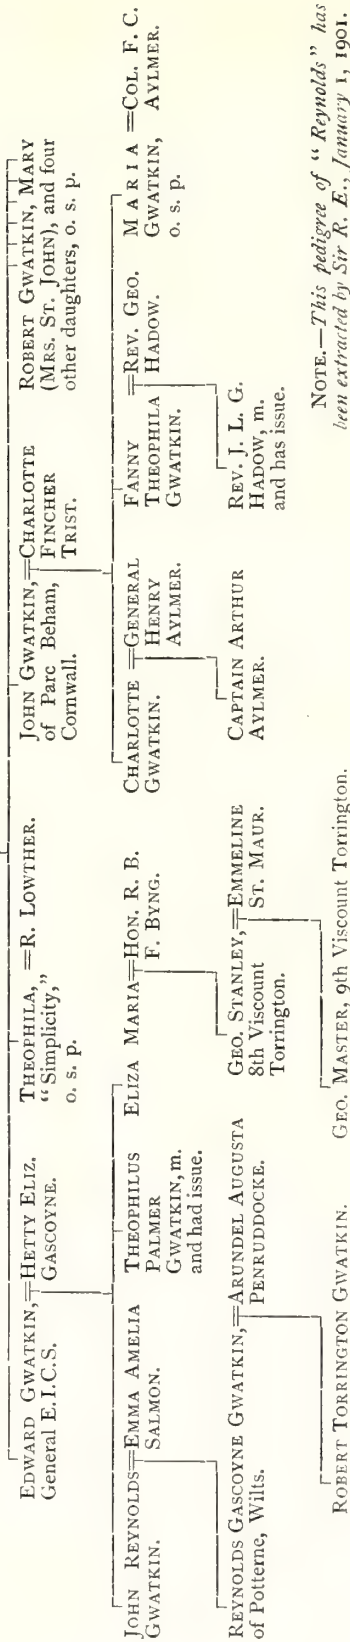 EDWARD GWATKIN,=HETTY ELIZ.
General E. I. C. S. GASCOYNE.
THEOPHILA, =R. LOWTHER.
"Simplicity,"
o. s. p.
JOHN GWATKIN,=CHARLOTTE
of Parc Beham, FINCHER
Cornwall. TRIST.
ROBERT GWATKIN, MARY
(MRS. ST. JOHN), and four
other daughters, o. s. p.
JOHN REYNOLDS=EMMA AMELIA
GWATKIN. SALMON.
THEOPHILUS
PALMER
GWATKIN, m.
and had issue.
ELIZA MARIA=HON. R. B.
F. BYNG.
CHARLOTTE =GENERAL
GWATKIN. HENRY
AYLMER.
FANNY =REV. GEO.
THEOPHILA HADOW.
GWATKIN.
MARIA =COL. F. C.
GWATKIN, AYLMER.
o. s. p.
REYNOLDS GASCOYNE GWATKIN,=ARUNDEL AUGUSTA
of Potterne, Wilts. PENRUDDOCKE.
GEO. STANLEY,=EMMELINE
8th Viscount ST. MAUR.
Torrington.
CAPTAIN ARTHUR
AYLMER.
REV. J. L. G.
HADOW, m.
and has issue.
ROBERT TORRINGTON GWATKIN.
GEO. MASTER, 9th Viscount Torrington.
NOTE.—This pedigree of "Reynolds" has
been extracted by Sir R. E., January 1, 1901.